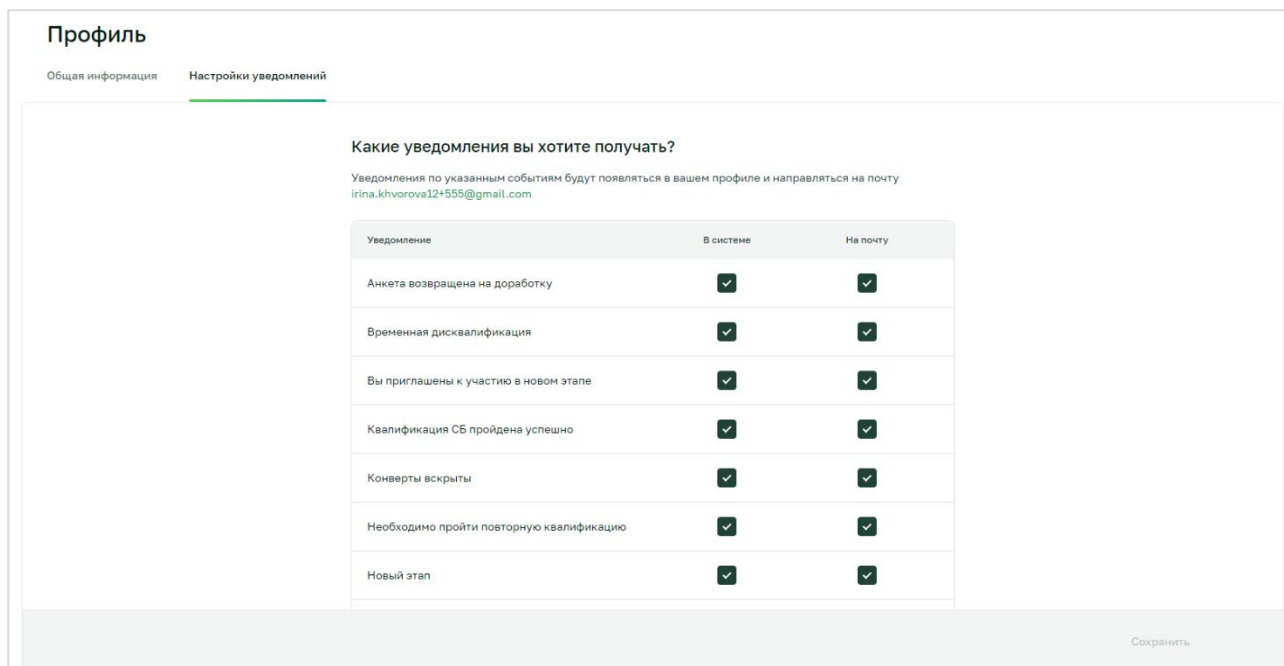 Профиль
Общая информация Настройки уведомлений
Какие уведомления вы хотите получать?
Уведомления по указанным событиям будут появляться в вашем профиле и направляться на почту
irina.khvorova12+555@gmail.com
Уведомление В системе На почту
Анкета возвращена на доработку
Временная дисквалификация
Вы приглашены к участию в новом этапе
Квалификация СБ пройдена успешно
Конверты вскрыты
Необходимо пройти повторную квалификацию
Новый этап
Сохранить